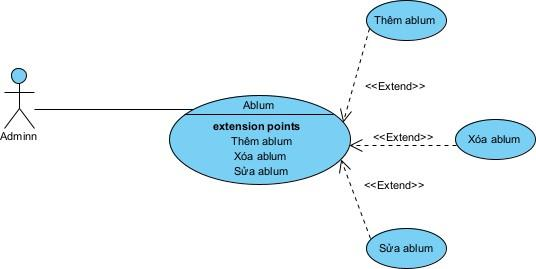 Thêm ablum
<<Extend>>
Adminn
Ablum
extension points
Thêm ablum
Xóa ablum
Sửa ablum
<<Extend>>
Xóa ablum
<<Extend>>
Sửa ablum